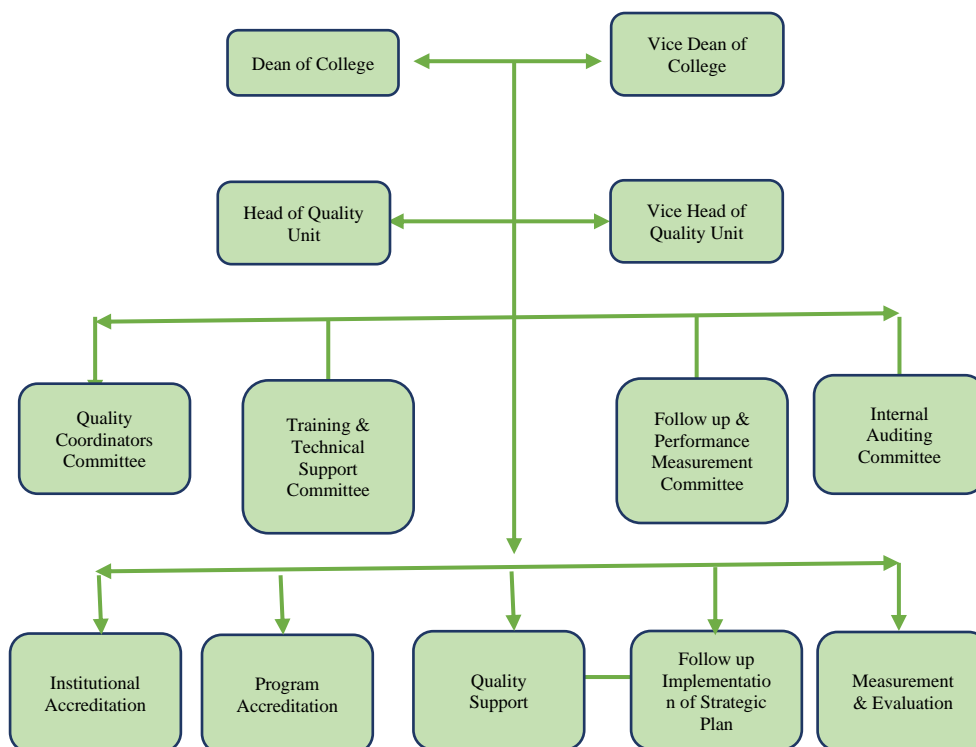 Dean of College
Vice Dean of
College
Head of Quality
Unit
Vice Head of
Quality Unit
Quality
Coordinators
Committee
Training &
Technical
Support
Committee
Follow up &
Performance
Measurement
Committee
Internal
Auditing
Committee
Institutional
Accreditation
Program
Accreditation
Quality
Support
Follow up
Implementatio
n of Strategic
Plan
Measurement
& Evaluation